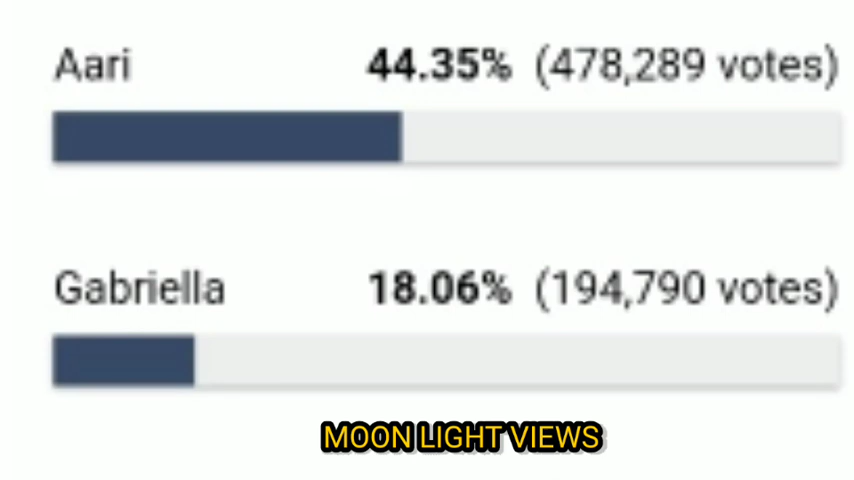 Aari 44.35% (478,289 votes)
Gabriella 18.06% (194,790 votes)
MOON LIGHT VIEWS